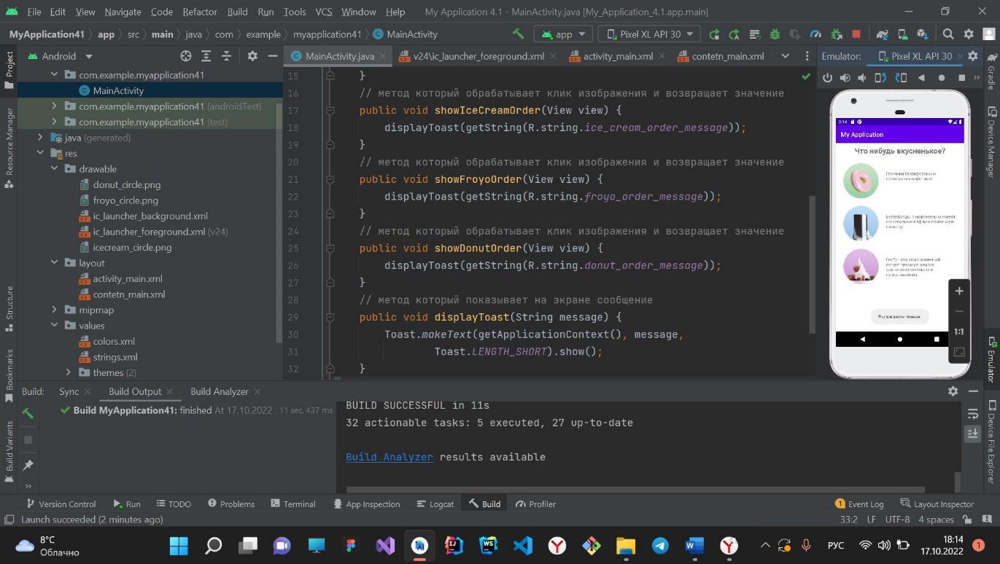 File Edit View Navigate Code Refactor Build Run Tools VCS Window Help My Application 4.1 - MainActivity.java [My_Application_4.1.app.main]
MyApplication41 app src main java com example myapplication41 MainActivity app Pixel XL API 30
Project
Resource Manager
Structure
Bookmarks
Build Variants
Android
com.example.myapplication41
MainActivity
com.example.myapplication41 (androidTest)
com.example.myapplication41 (test)
java (generated)
res
drawable
donut_circle.png
froyo_circle.png
ic_launcher_background.xml
ic_launcher_foreground.xml (v24)
icecream_circle.png
layout
activity_main.xml
contetn_main.xml
mipmap
values
colors.xml
strings.xml
themes (2)
MainActivity.java v24\ic_launcher_foreground.xml activity_main.xml contetn_main.xml
15 }
16 // метод который обрабатывает клик изображения и возвращает значение
17 public void showIceCreamOrder(View view) {
18 displayToast(getString(R.string.ice_cream_order_message));
19 }
20 // метод который обрабатывает клик изображения и возвращает значение
21 public void showFroyoOrder(View view) {
22 displayToast(getString(R.string.froyo_order_message));
23 }
24 // метод который обрабатывает клик изображения и возвращает значение
25 public void showDonutOrder(View view) {
26 displayToast(getString(R.string.donut_order_message));
27 }
28 // метод который показывает на экране сообщение
29 public void displayToast(String message) {
30 Toast.makeText(getApplicationContext(), message,
31 Toast.LENGTH_SHORT).show();
32 }
Emulator: Pixel XL API 30
3:14
My Application
Что нибудь вкусненькое?
Вы заказали пончик
1:1
Gradle
Device Manager
Emulator
Device File Explorer
Build: Sync Build Output Build Analyzer
Build MyApplication41: finished At 17.10.2022 11 sec, 437 ms
BUILD SUCCESSFUL in 11s
32 actionable tasks: 5 executed, 27 up-to-date
Build Analyzer results available
Version Control Run TODO Problems Terminal App Inspection Logcat Build Profiler 1 Event Log Layout Inspector
Launch succeeded (2 minutes ago) 33:2 LF UTF-8 4 spaces
8°C
Облачно
РУС
18:14
17.10.2022
1